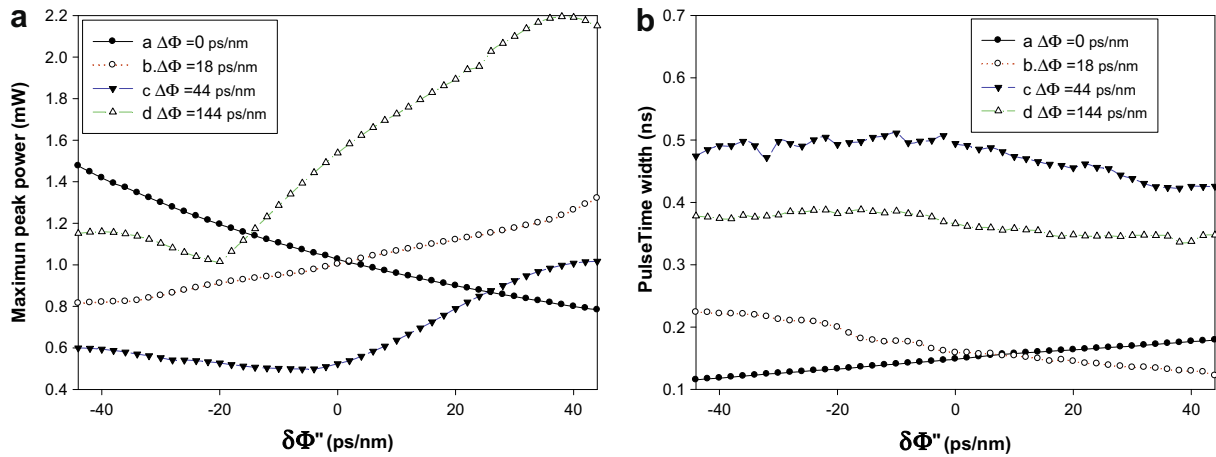 a
2.2
2.0
1.8
1.6
1.4
1.2
1.0
0.8
0.6
0.4
Maximun peak power (mW)
a ΔΦ =0 ps/nm
b.ΔΦ =18 ps/nm
c ΔΦ =44 ps/nm
d ΔΦ =144 ps/nm
-40 -20 0 20 40
δΦ" (ps/nm)
b
0.7
0.6
0.5
0.4
0.3
0.2
0.1
PulseTime width (ns)
a ΔΦ =0 ps/nm
b.ΔΦ =18 ps/nm
c ΔΦ =44 ps/nm
d ΔΦ =144 ps/nm
-40 -20 0 20 40
δΦ" (ps/nm)